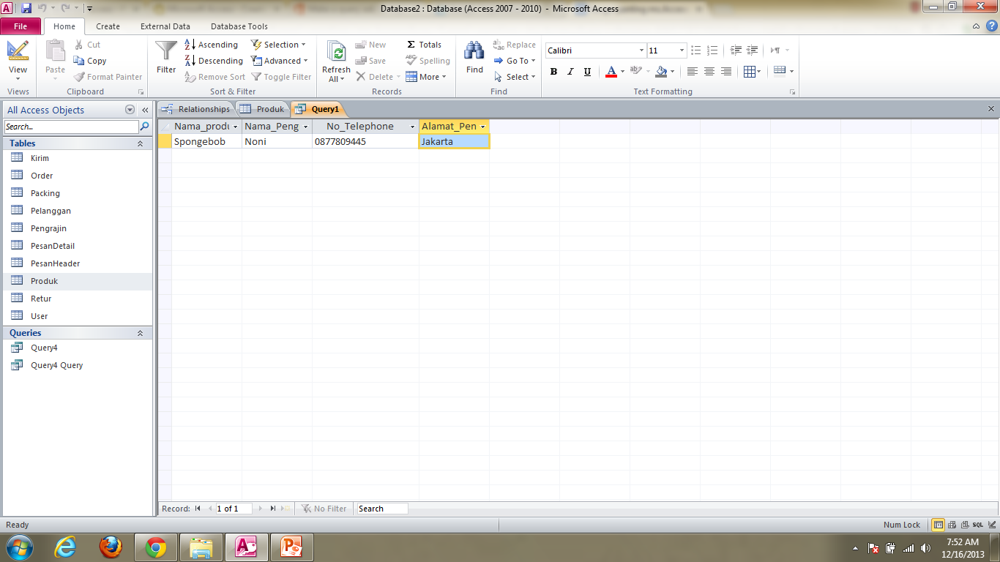 Database2 : Database (Access 2007 - 2010) - Microsoft Access
File Home Create External Data Database Tools
View
Views
Paste
Cut
Copy
Format Painter
Clipboard
Filter
Ascending
Descending
Remove Sort
Selection
Advanced
Toggle Filter
Sort & Filter
Refresh
All
New
Save
Delete
Totals
Spelling
More
Records
Find
Replace
Go To
Select
Find
Calibri 11
B I U A ab
Text Formatting
All Access Objects
Search...
Tables
Kirim
Order
Packing
Pelanggan
Pengrajin
PesanDetail
PesanHeader
Produk
Retur
User
Queries
Query4
Query4 Query
Relationships Produk Query1
Nama_produ Nama_Peng No_Telephone Alamat_Pen
Spongebob Noni 0877809445 Jakarta
Record: 1 of 1 No Filter Search
Ready Num Lock SQL
7:52 AM
12/16/2013